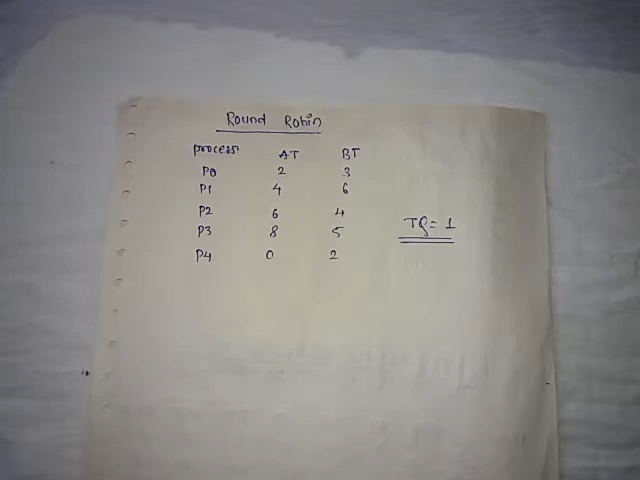 Round Robin
process AT BT
P0 2 3
P1 4 6
P2 6 4
P3 8 5
TQ = 1
P4 0 2